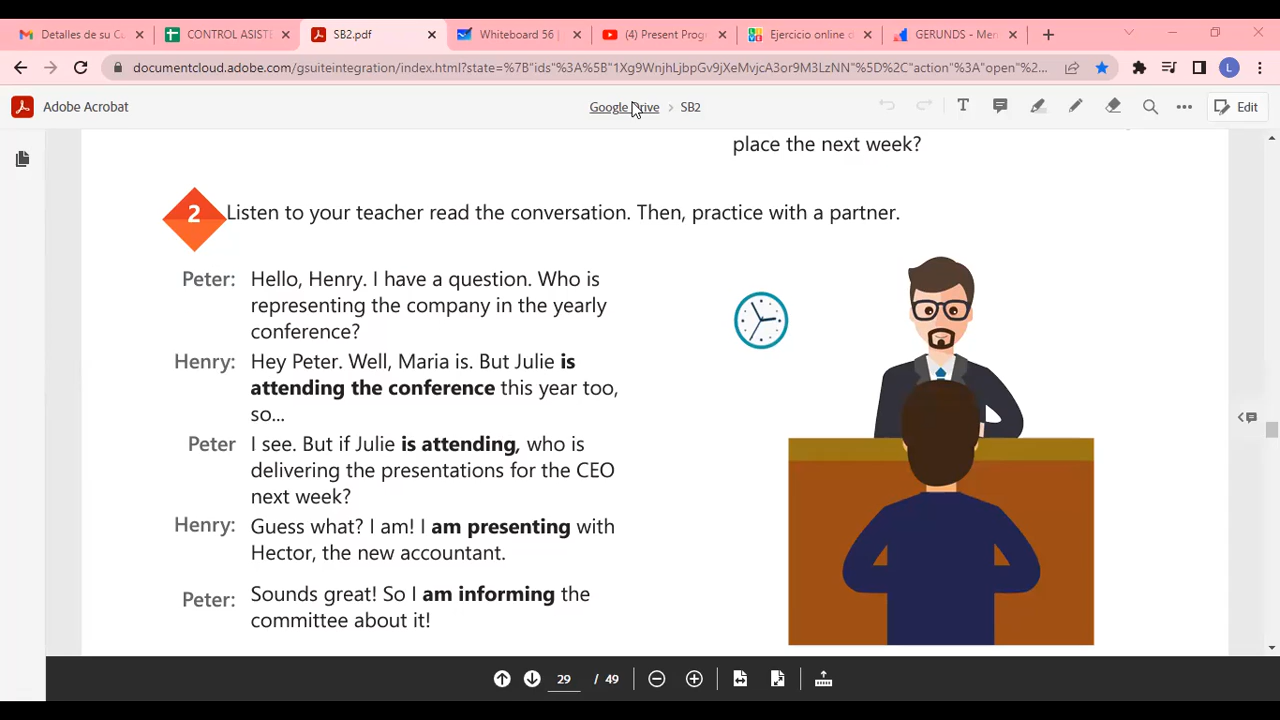 Detalles de su Cu
CONTROL ASIST
SB2.pdf
Whiteboard 56 |
(4) Present Prog
Ejercicio online d
GERUNDS - Men
documentcloud.adobe.com/gsuiteintegration/index.html?state=%7B"ids"%3A%5B"1Xg9WnjhLjbpGv9jXeMvjcA3or9M3LzNN"%5D%2C"action"%3A"open"%2...
L
Adobe Acrobat
Google Drive > SB2
Edit
place the next week?
2 Listen to your teacher read the conversation. Then, practice with a partner.
Peter: Hello, Henry. I have a question. Who is
representing the company in the yearly
conference?
Henry: Hey Peter. Well, Maria is. But Julie is
attending the conference this year too,
so...
Peter I see. But if Julie is attending, who is
delivering the presentations for the CEO
next week?
Henry: Guess what? I am! I am presenting with
Hector, the new accountant.
Peter: Sounds great! So I am informing the
committee about it!
29 / 49